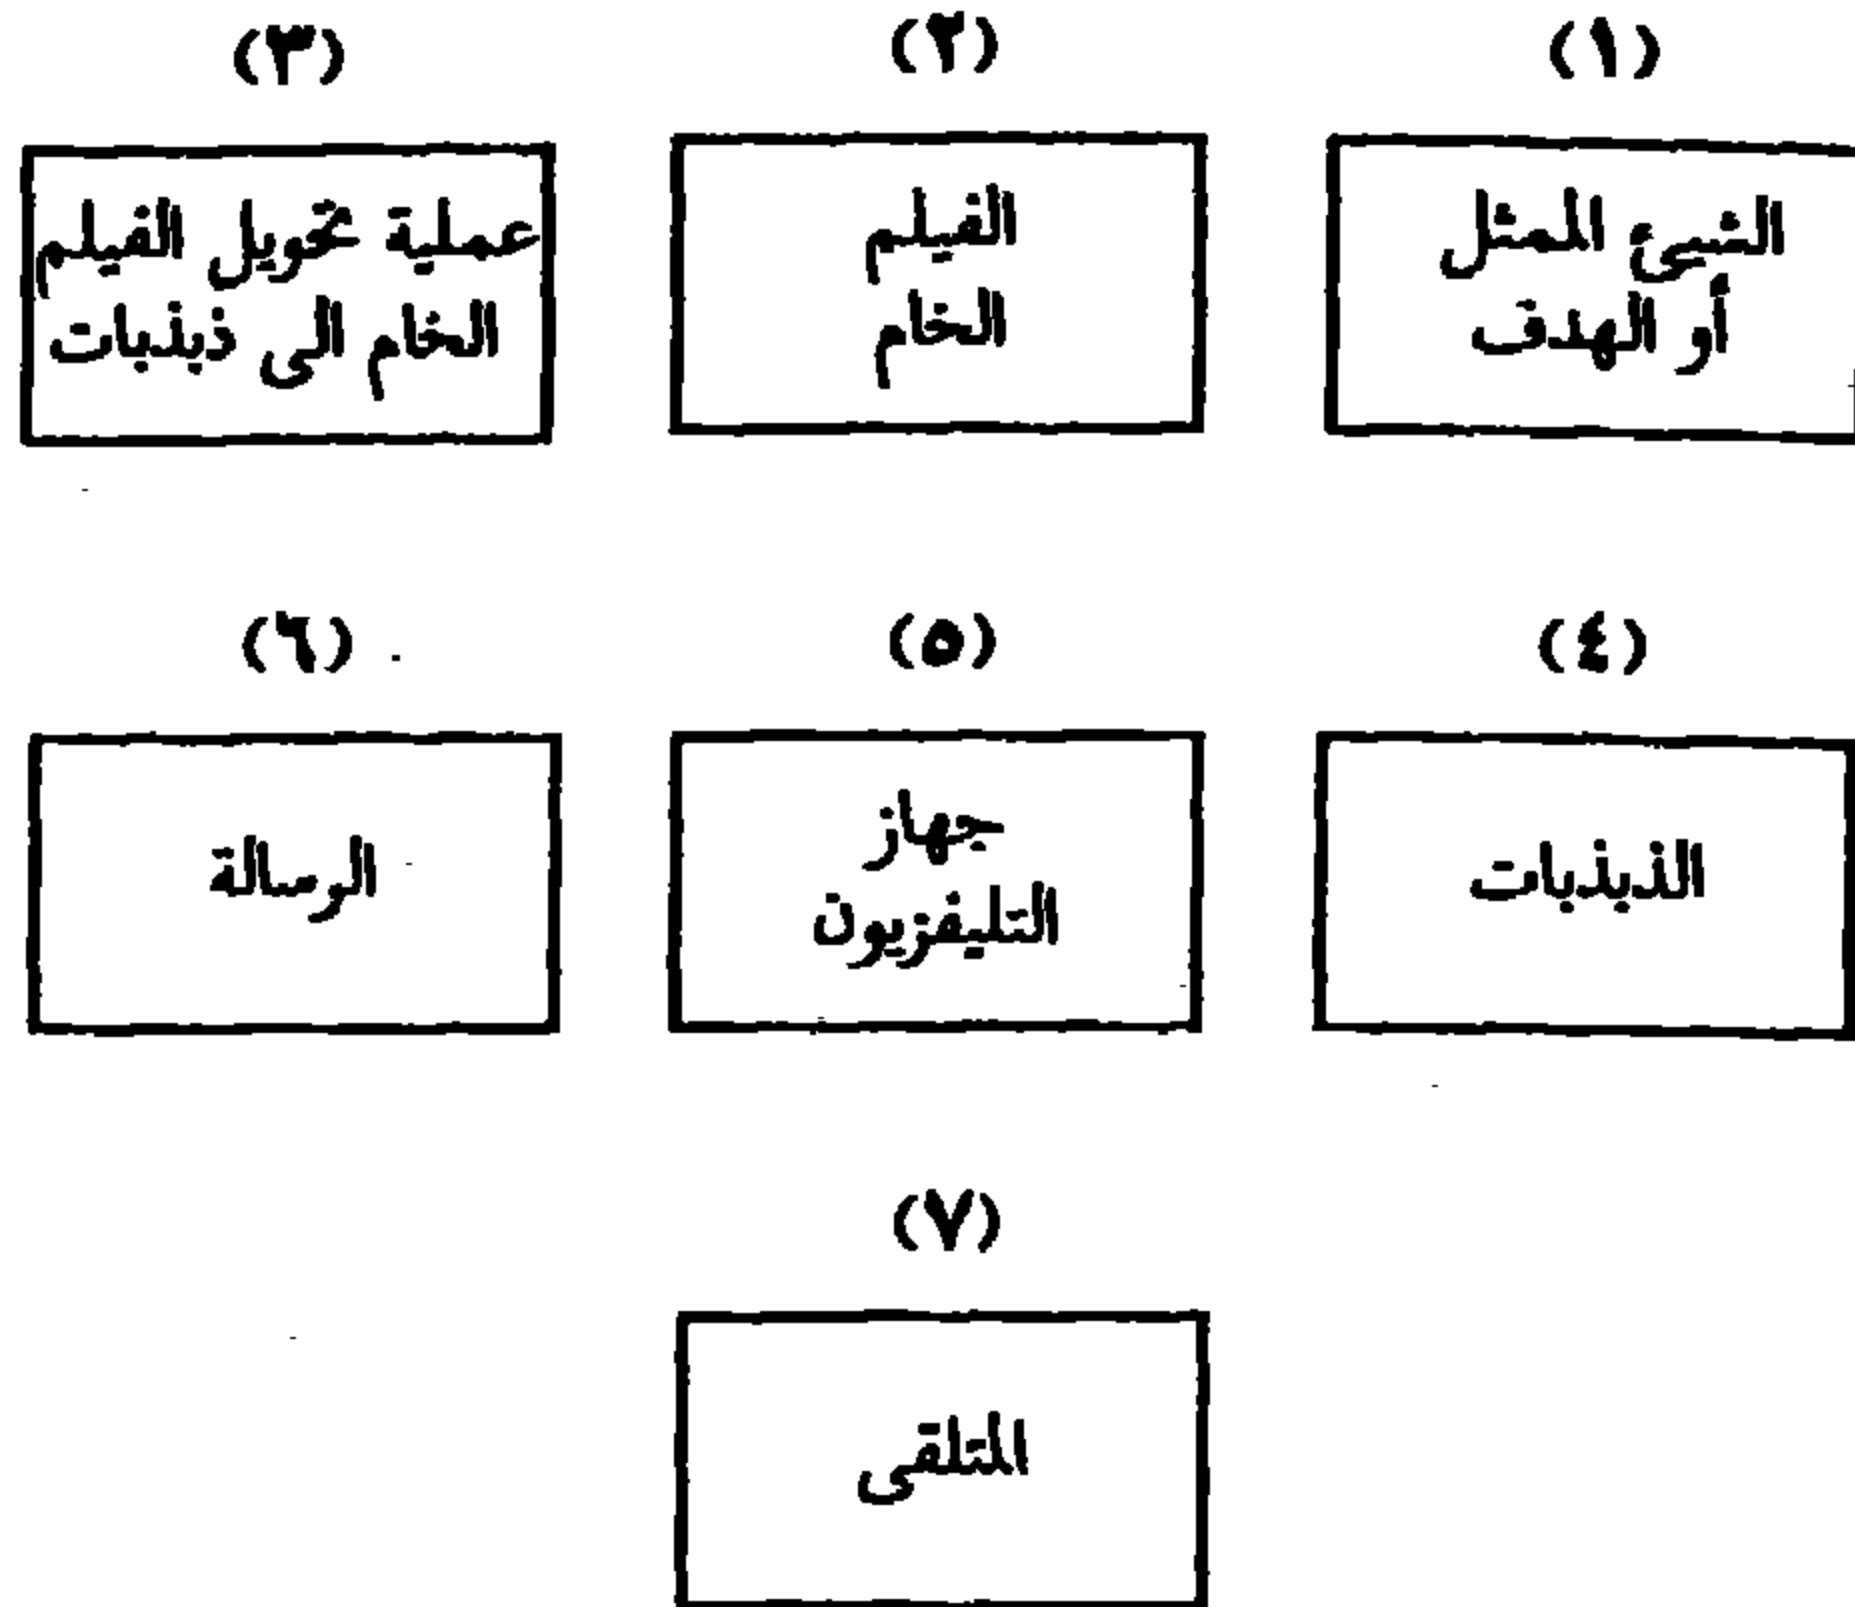 (١)
الشيئ الممثل
أو الهدف
(٢)
الفيلم
الخام
(٣)
عملية تحويل الفيلم
الخام الى ذبذبات
(٤)
الذبذبات
(٥)
جهاز
التليفزيون
(٦)
الرسالة
(٧)
المتلقى